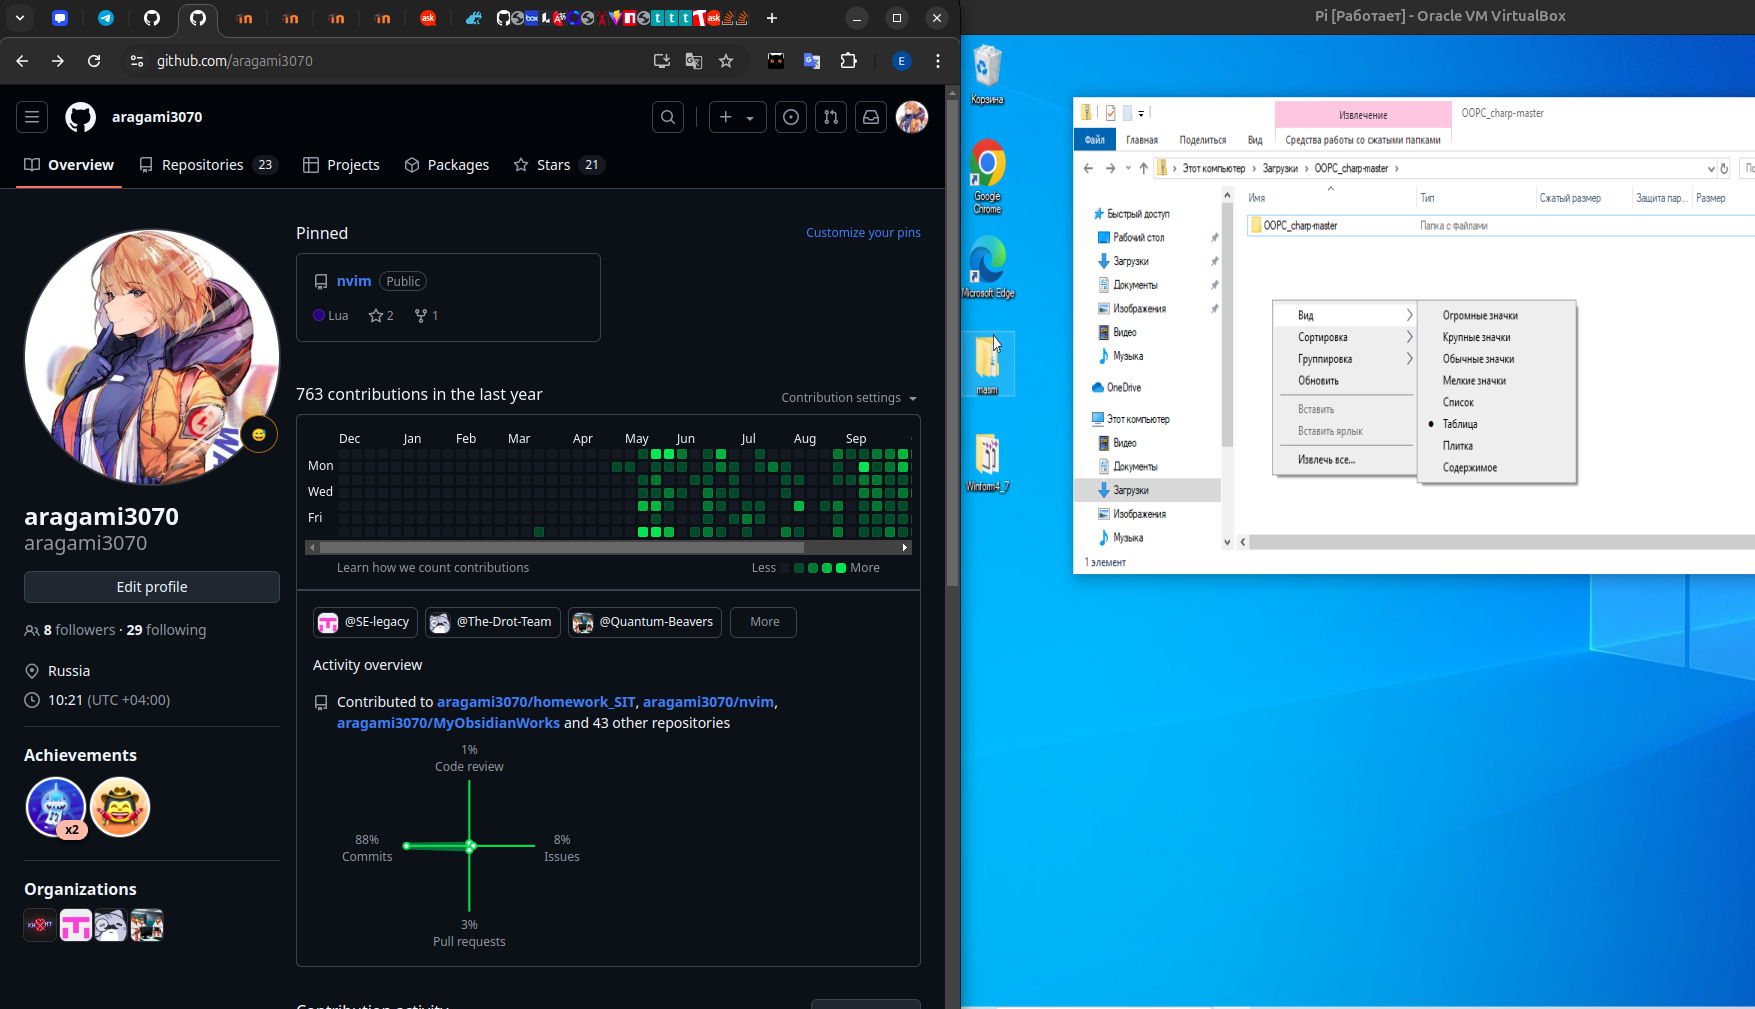 Pi [Работает] - Oracle VM VirtualBox
github.com/aragami3070
E
aragami3070
Overview
Repositories 23
Projects
Packages
Stars 21
Pinned
Customize your pins
nvim Public
Lua 2 1
763 contributions in the last year
Contribution settings
Dec Jan Feb Mar Apr May Jun Jul Aug Sep
Mon
Wed
Fri
Learn how we count contributions
Less More
@SE-legacy
@The-Drot-Team
@Quantum-Beavers
More
Activity overview
Contributed to aragami3070/homework_SIT, aragami3070/nvim,
aragami3070/MyObsidianWorks and 43 other repositories
1%
Code review
88%
Commits
8%
Issues
3%
Pull requests
aragami3070
aragami3070
Edit profile
8 followers · 29 following
Russia
10:21 (UTC +04:00)
Achievements
x2
Organizations
Корзина
Google
Chrome
Microsoft Edge
masm
Winform4_7
Извлечение
OOPC_charp-master
Файл
Главная
Поделиться
Вид
Средства работы со сжатыми папками
Этот компьютер
Загрузки
OOPC_charp-master
Имя
Тип
Сжатый размер
Защита пар...
Размер
OOPC_charp-master
Папка с файлами
Быстрый доступ
Рабочий стол
Загрузки
Документы
Изображения
Видео
Музыка
OneDrive
Этот компьютер
Видео
Документы
Загрузки
Изображения
Музыка
1 элемент
Вид
Сортировка
Группировка
Обновить
Вставить
Вставить ярлык
Извлечь все...
Огромные значки
Крупные значки
Обычные значки
Мелкие значки
Список
Таблица
Плитка
Содержимое